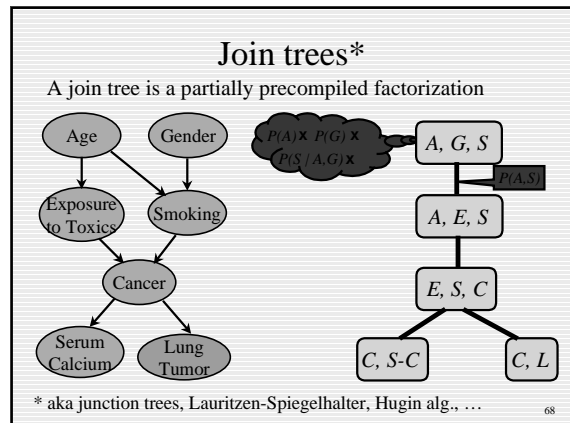 Join trees*
A join tree is a partially precompiled factorization
Age
Gender
Exposure
to Toxics
Smoking
Cancer
Serum
Calcium
Lung
Tumor
P(A) x P(G) x
P(S | A,G) x
A, G, S
P(A,S)
A, E, S
E, S, C
C, S-C
C, L
* aka junction trees, Lauritzen-Spiegelhalter, Hugin alg., …
68